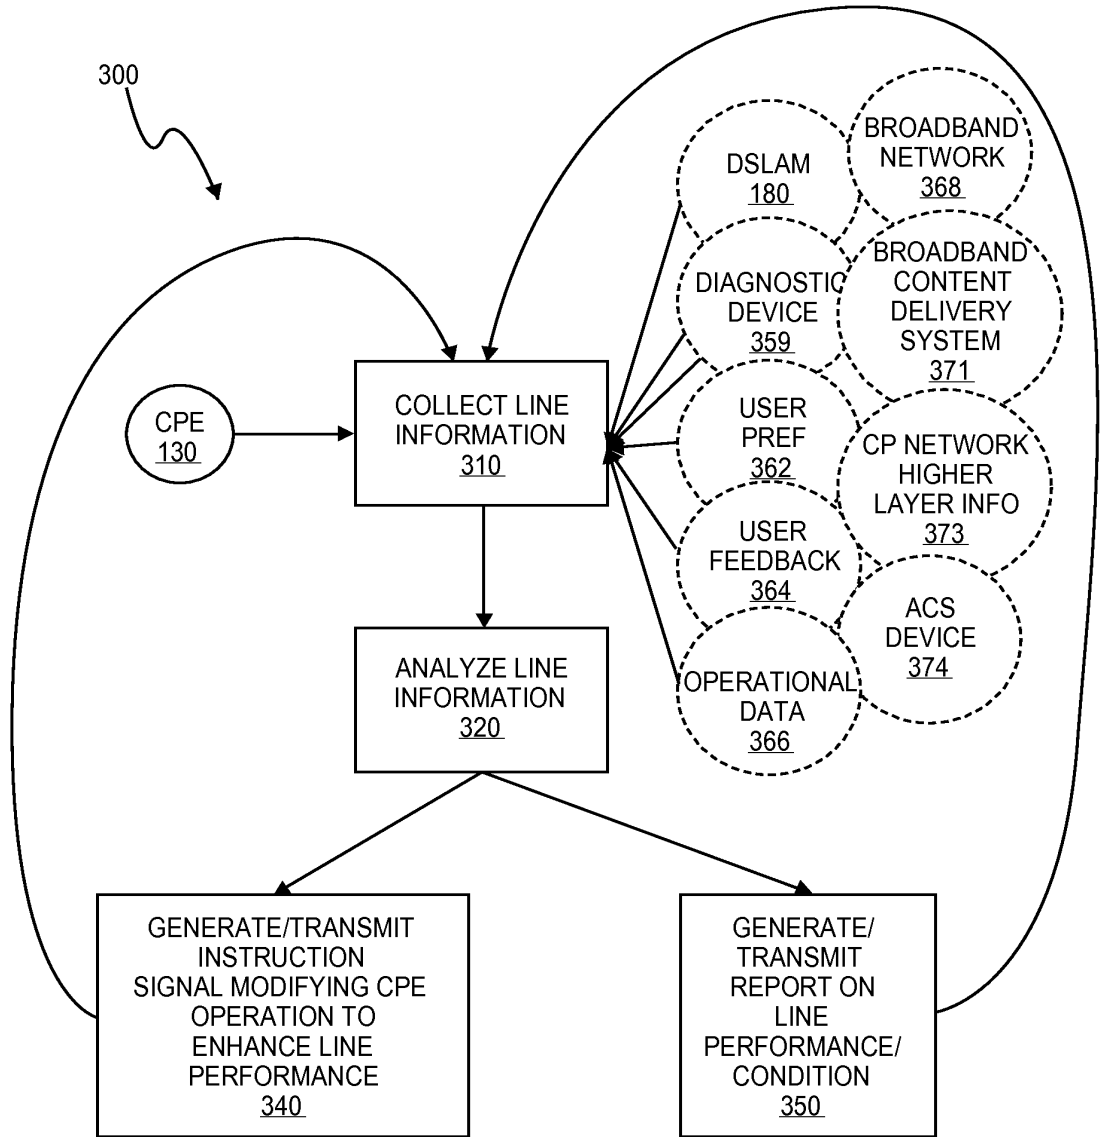 300
DSLAM
180
BROADBAND
NETWORK
368
DIAGNOSTIC
DEVICE
359
BROADBAND
CONTENT
DELIVERY
SYSTEM
371
CPE
130
COLLECT LINE
INFORMATION
310
USER
PREF
362
CP NETWORK
HIGHER
LAYER INFO
373
USER
FEEDBACK
364
ACS
DEVICE
374
ANALYZE LINE
INFORMATION
320
OPERATIONAL
DATA
366
GENERATE/TRANSMIT
INSTRUCTION
SIGNAL MODIFYING CPE
OPERATION TO
ENHANCE LINE
PERFORMANCE
340
GENERATE/
TRANSMIT
REPORT ON
LINE
PERFORMANCE/
CONDITION
350